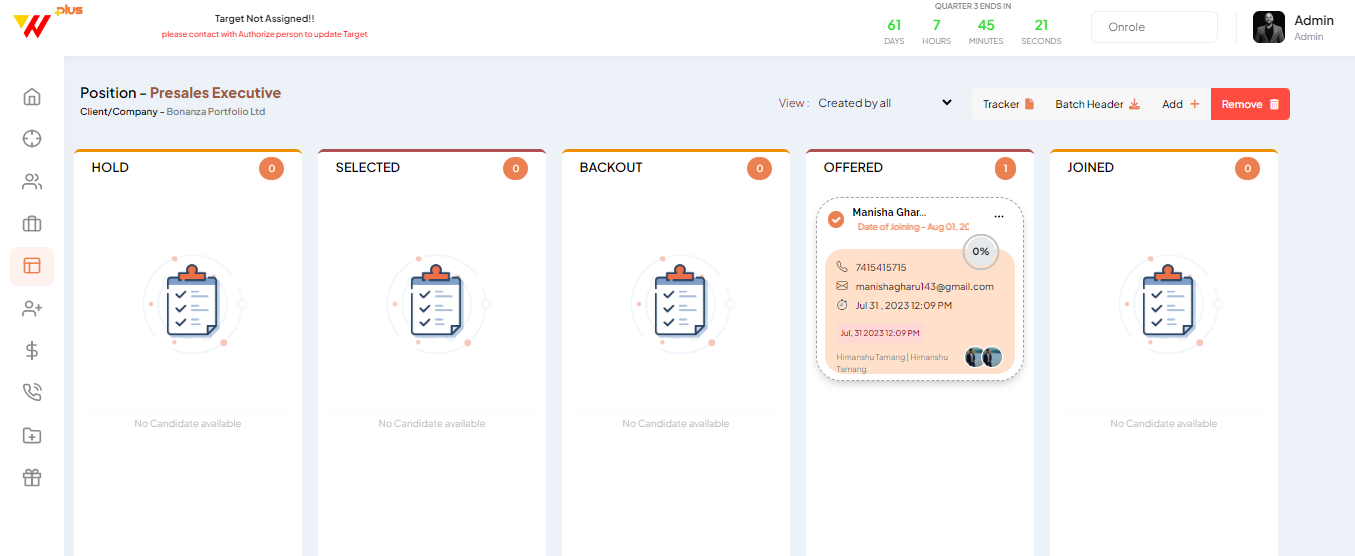 plus
Target Not Assigned!!
please contact with Authorize person to update Target
QUARTER 3 ENDS IN
61 7 45 21
DAYS HOURS MINUTES SECONDS
Onrole
Admin
Admin
Position - Presales Executive
Client/Company - Bonanza Portfolio Ltd
View : Created by all
Tracker Batch Header Add + Remove
HOLD 0
SELECTED 0
BACKOUT 0
OFFERED 1
JOINED 0
Manisha Ghar... ...
Date of Joining - Aug 01, 20
0%
7415415715
manishagharu143@gmail.com
Jul 31 , 2023 12:09 PM
Jul, 31 2023 12:09 PM
Himanshu Tamang | Himanshu
Tamang
No Candidate available
No Candidate available
No Candidate available
No Candidate available